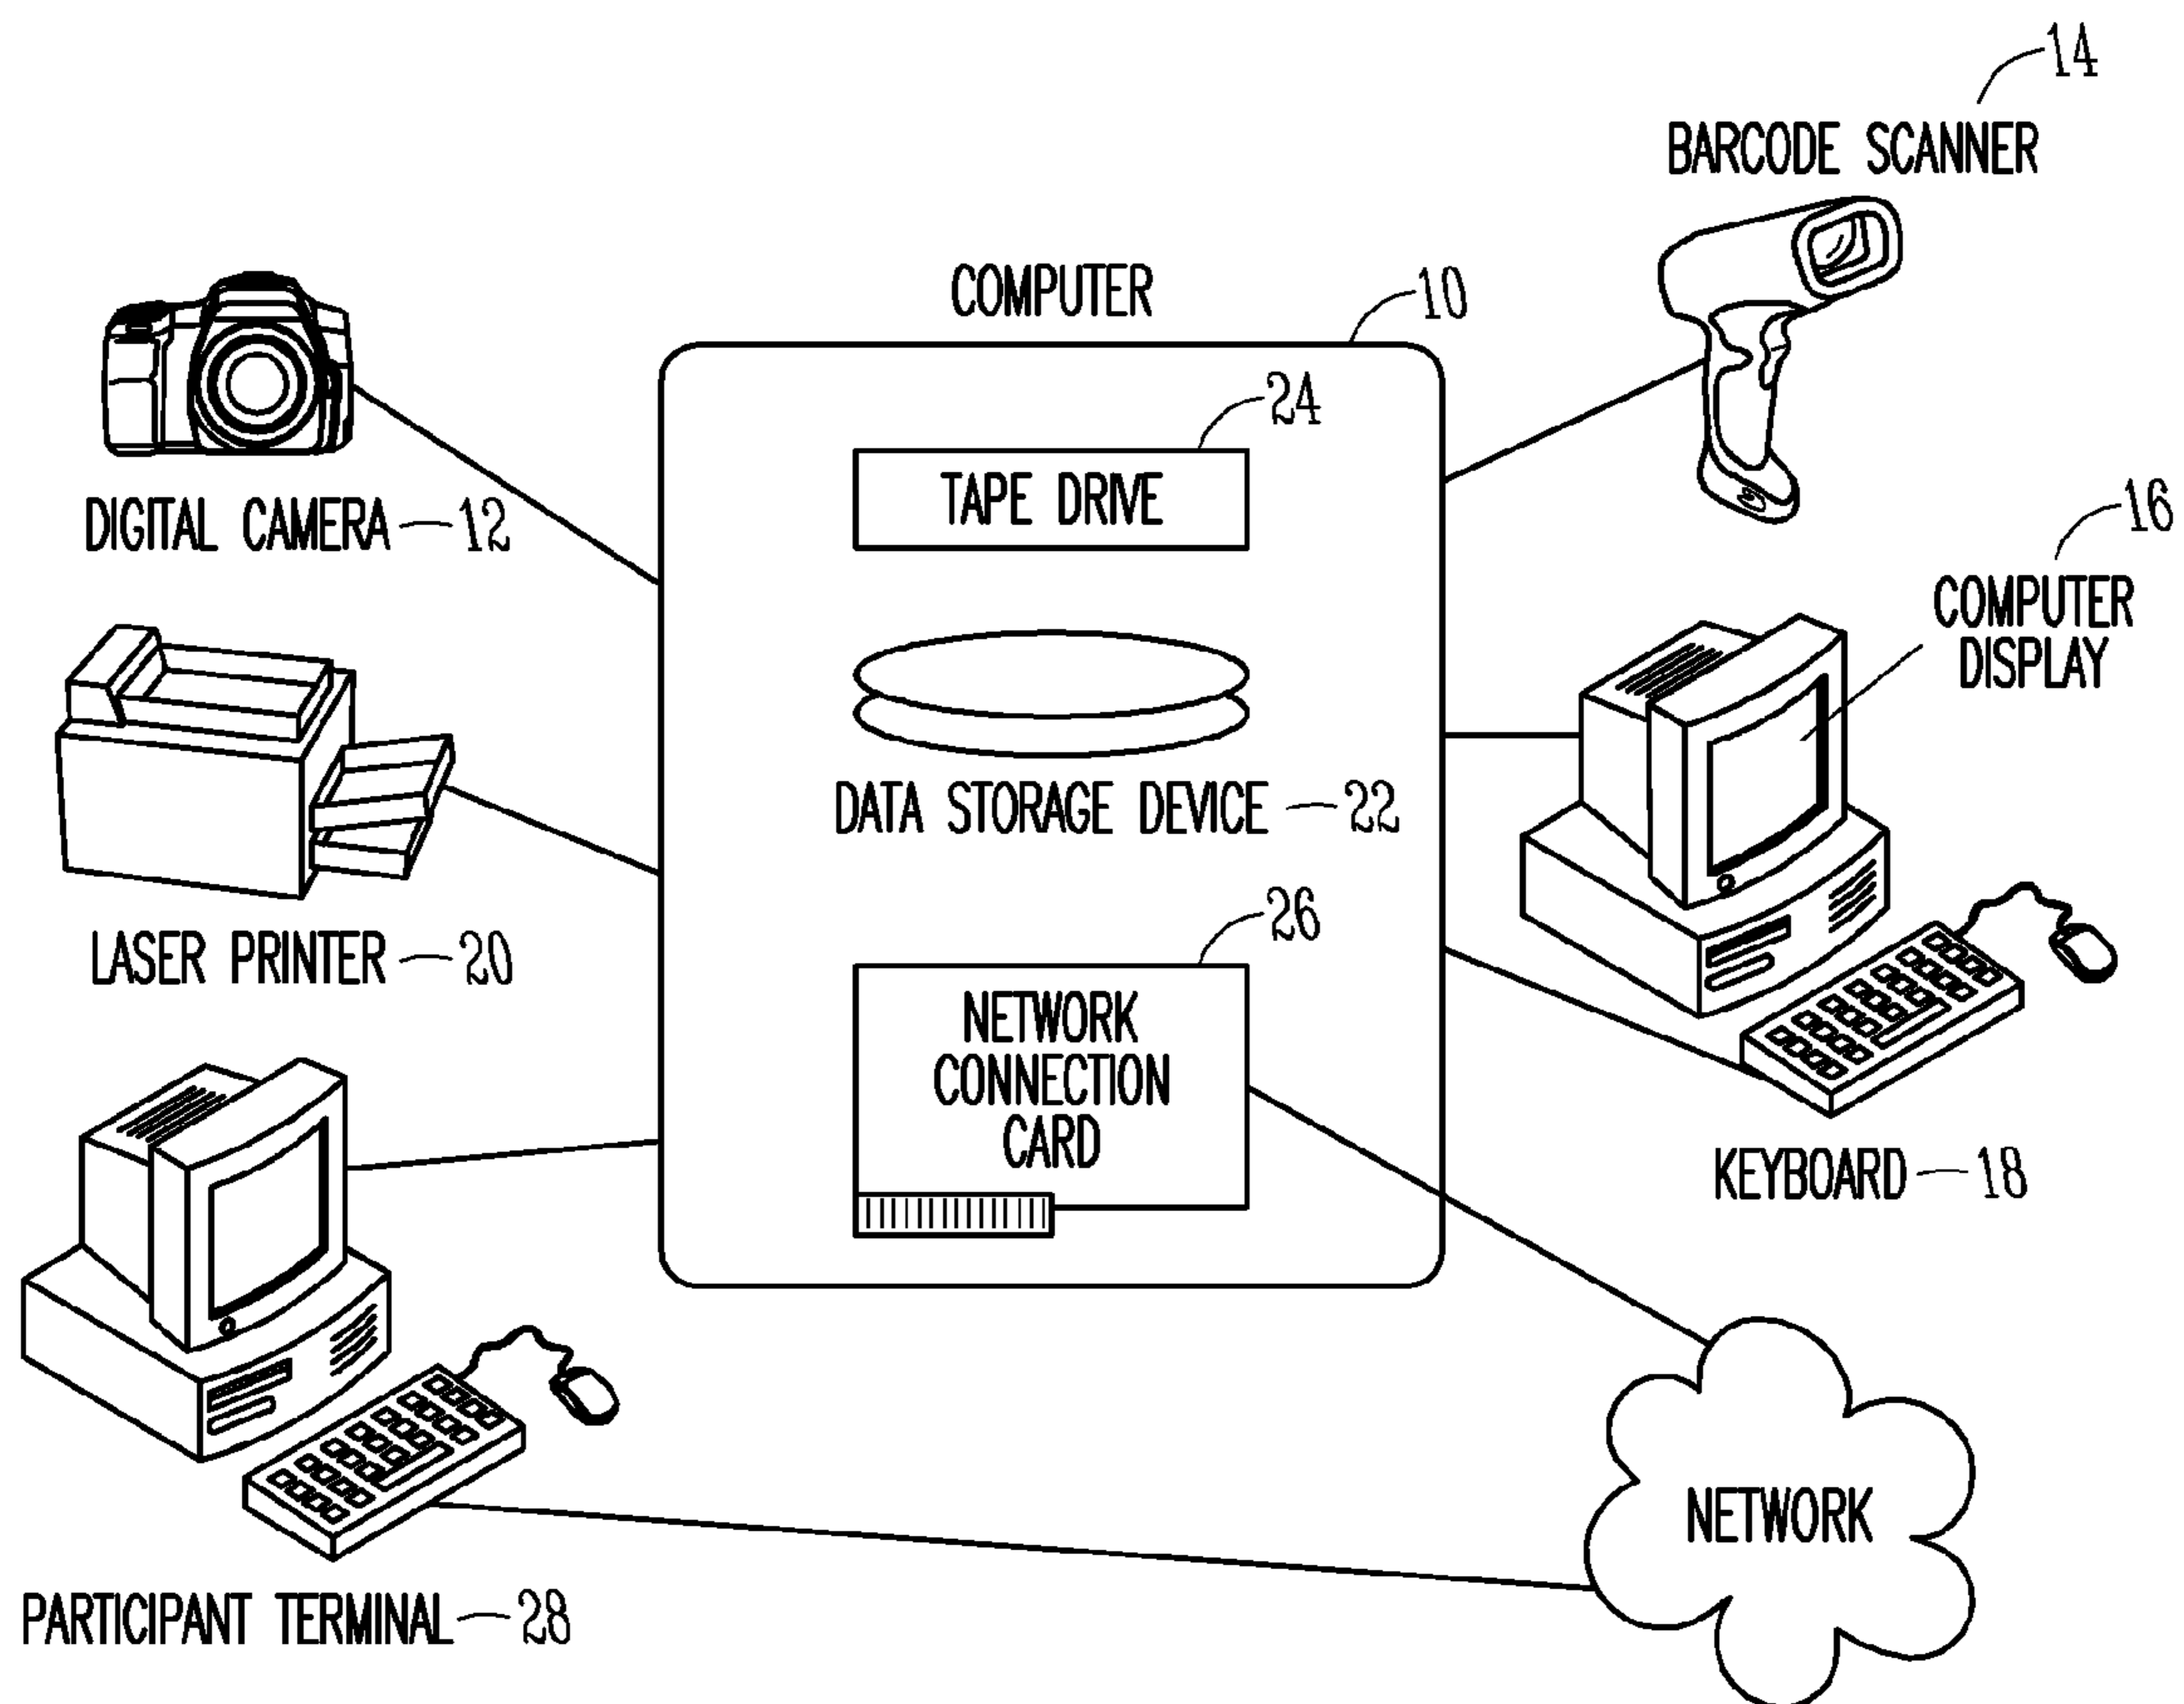 14
BARCODE SCANNER
COMPUTER
10
24
TAPE DRIVE
DIGITAL CAMERA 12
16
COMPUTER
DISPLAY
DATA STORAGE DEVICE 22
26
LASER PRINTER 20
NETWORK
CONNECTION
CARD
KEYBOARD 18
NETWORK
PARTICIPANT TERMINAL 28